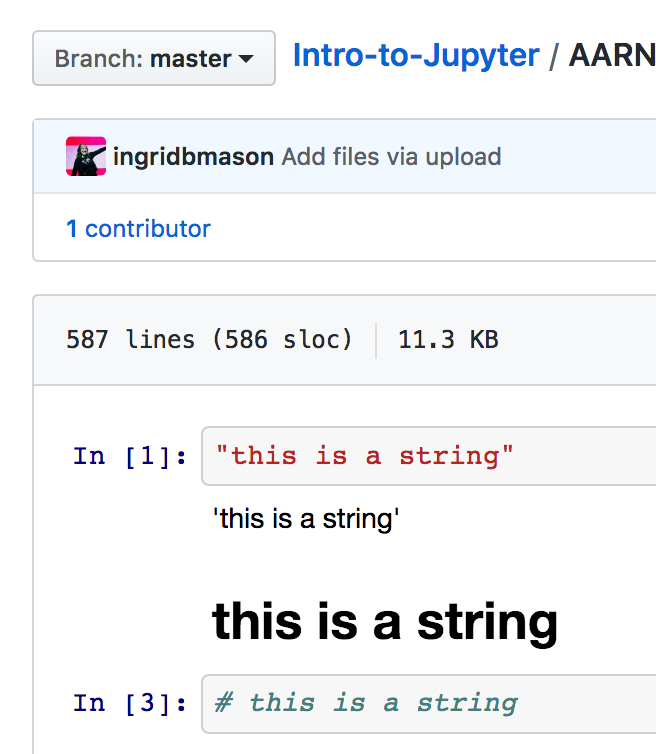 Branch: master Intro-to-Jupyter / AARN
ingridbmason Add files via upload
1 contributor
587 lines (586 sloc) 11.3 KB
In [1]: "this is a string"
'this is a string'
this is a string
In [3]: # this is a string